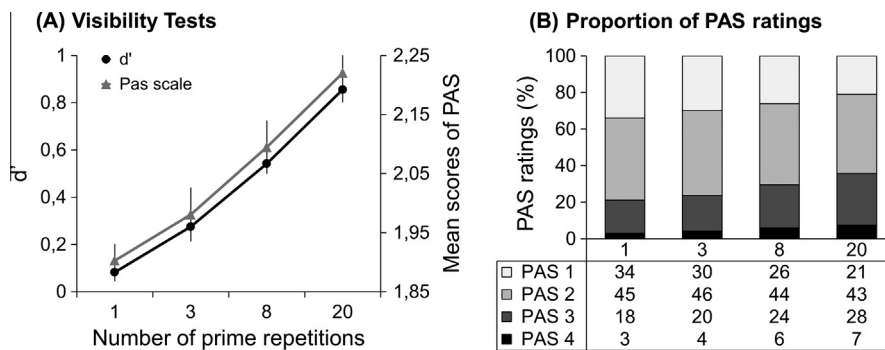 (A) Visibility Tests
1
0,8
0,6
0,4
0,2
0
d'
d'
Pas scale
2,25
2,15
2,05
1,95
1,85
Mean scores of PAS
1 3 8 20
Number of prime repetitions
(B) Proportion of PAS ratings
100
80
60
40
20
0
PAS ratings (%)
1 3 8 20
PAS 1 34 30 26 21
PAS 2 45 46 44 43
PAS 3 18 20 24 28
PAS 4 3 4 6 7